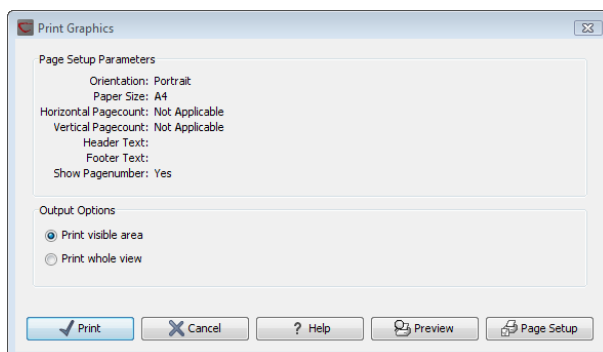 Print Graphics
Page Setup Parameters
Orientation: Portrait
Paper Size: A4
Horizontal Pagecount: Not Applicable
Vertical Pagecount: Not Applicable
Header Text:
Footer Text:
Show Pagenumber: Yes
Output Options
Print visible area
Print whole view
Print Cancel ? Help Preview Page Setup